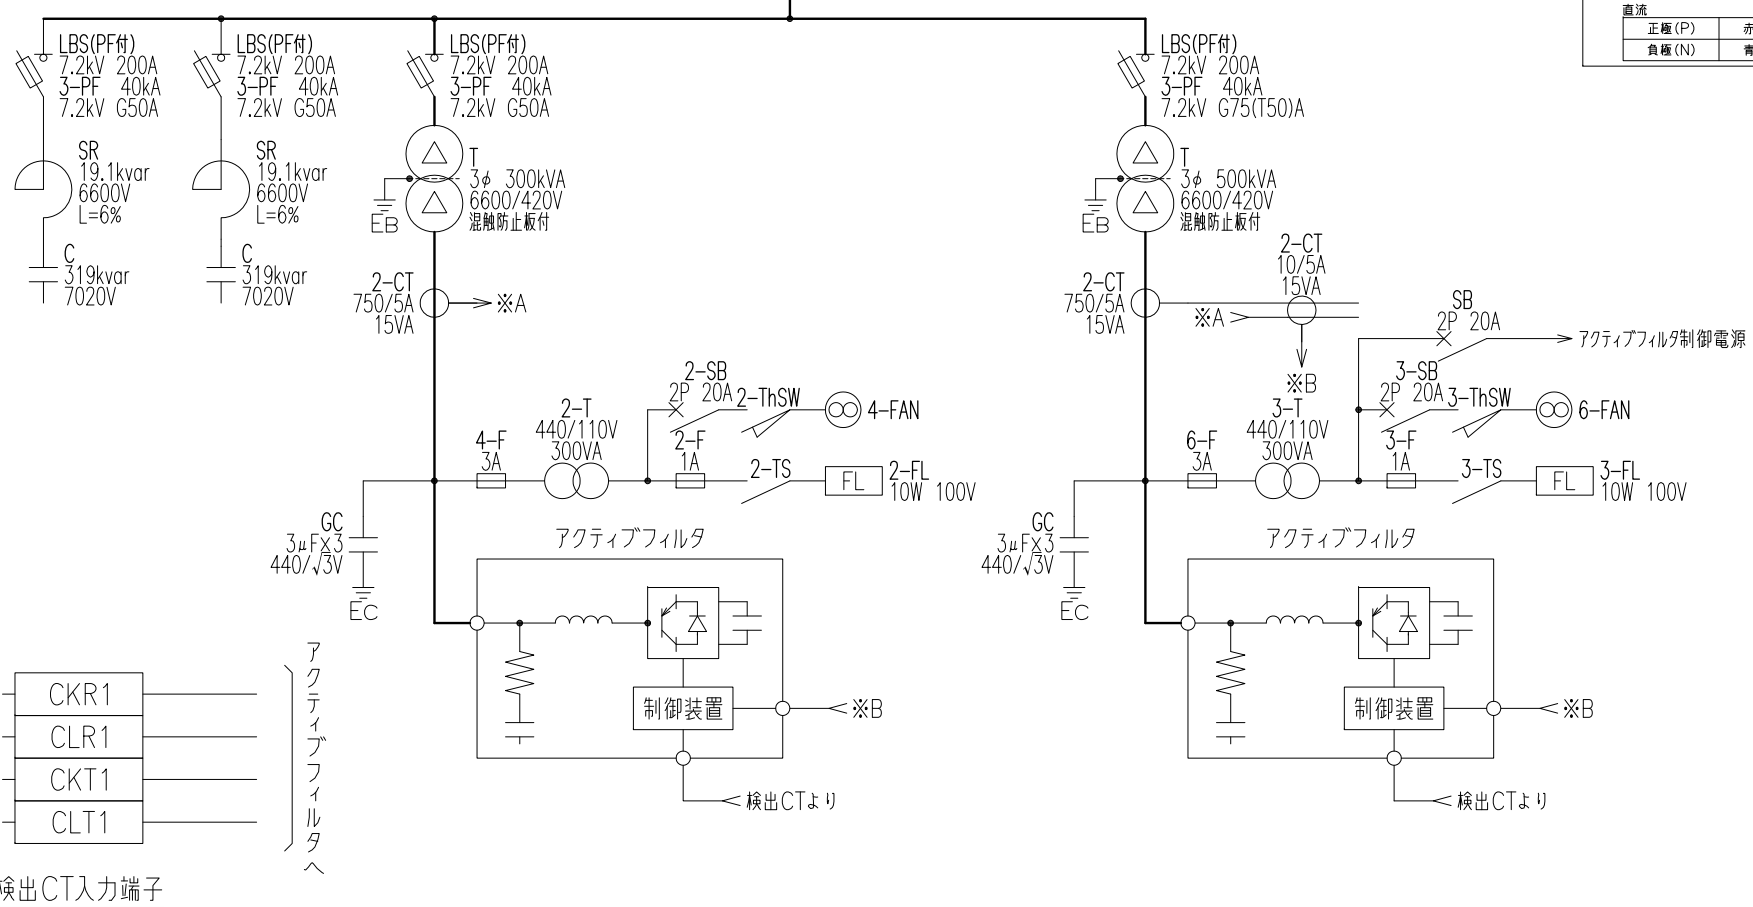 直流
正極(P)
負極(N)
LBS(PF付)
7.2kV 200A
3-PF 40kA
7.2kV G50A
SR
19.1kvar
6600V
L=6%
C
319kvar
7020V
LBS(PF付)
7.2kV 200A
3-PF 40kA
7.2kV G50A
SR
19.1kvar
6600V
L=6%
C
319kvar
7020V
LBS(PF付)
7.2kV 200A
3-PF 40kA
7.2kV G50A
T
3φ 300kVA
6600/420V
混触防止板付
EB
2-CT
750/5A
15VA
※A
2-SB
2P 20A
2-ThSW
4-FAN
4-F
3A
2-T
440/110V
300VA
2-F
1A
2-TS
FL
2-FL
10W 100V
GC
3μFX3
440/√3V
EC
アクティブフィルタ
制御装置
※B
検出CTより
LBS(PF付)
7.2kV 200A
3-PF 40kA
7.2kV G75(T50)A
T
3φ 500kVA
6600/420V
混触防止板付
EB
2-CT
750/5A
15VA
2-CT
10/5A
15VA
※A
※B
SB
2P 20A
アクティブフィルタ制御電源
3-SB
2P 20A
3-ThSW
6-FAN
6-F
3A
3-T
440/110V
300VA
3-F
1A
3-TS
FL
3-FL
10W 100V
GC
3μFX3
440/√3V
EC
アクティブフィルタ
制御装置
※B
検出CTより
CKR1
CLR1
CKT1
CLT1
アクティブフィルタへ
検出CT入力端子